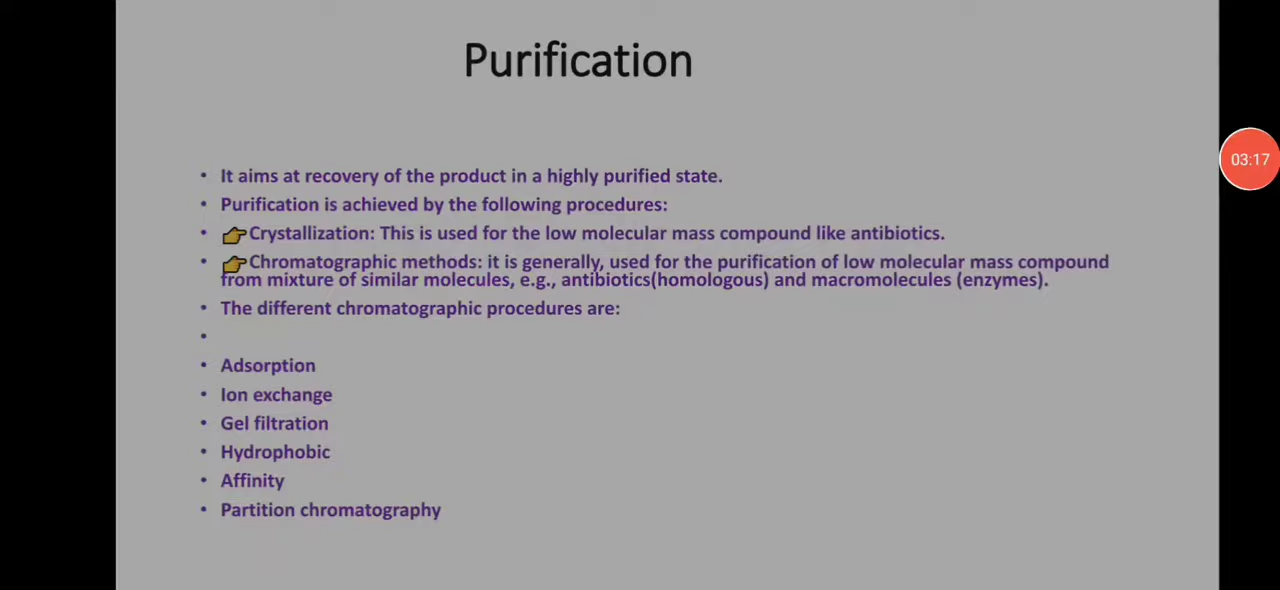 Purification
• It aims at recovery of the product in a highly purified state.
• Purification is achieved by the following procedures:
• 👉Crystallization: This is used for the low molecular mass compound like antibiotics.
• 👉Chromatographic methods: it is generally, used for the purification of low molecular mass compound
from mixture of similar molecules, e.g., antibiotics(homologous) and macromolecules (enzymes).
• The different chromatographic procedures are:
•
• Adsorption
• Ion exchange
• Gel filtration
• Hydrophobic
• Affinity
• Partition chromatography
03:17